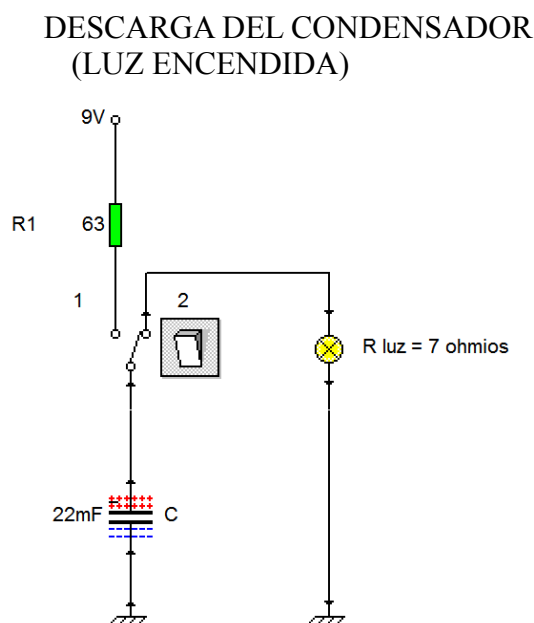 DESCARGA DEL CONDENSADOR
(LUZ ENCENDIDA)
9V
R1 63
1 2
R luz = 7 ohmios
22mF C